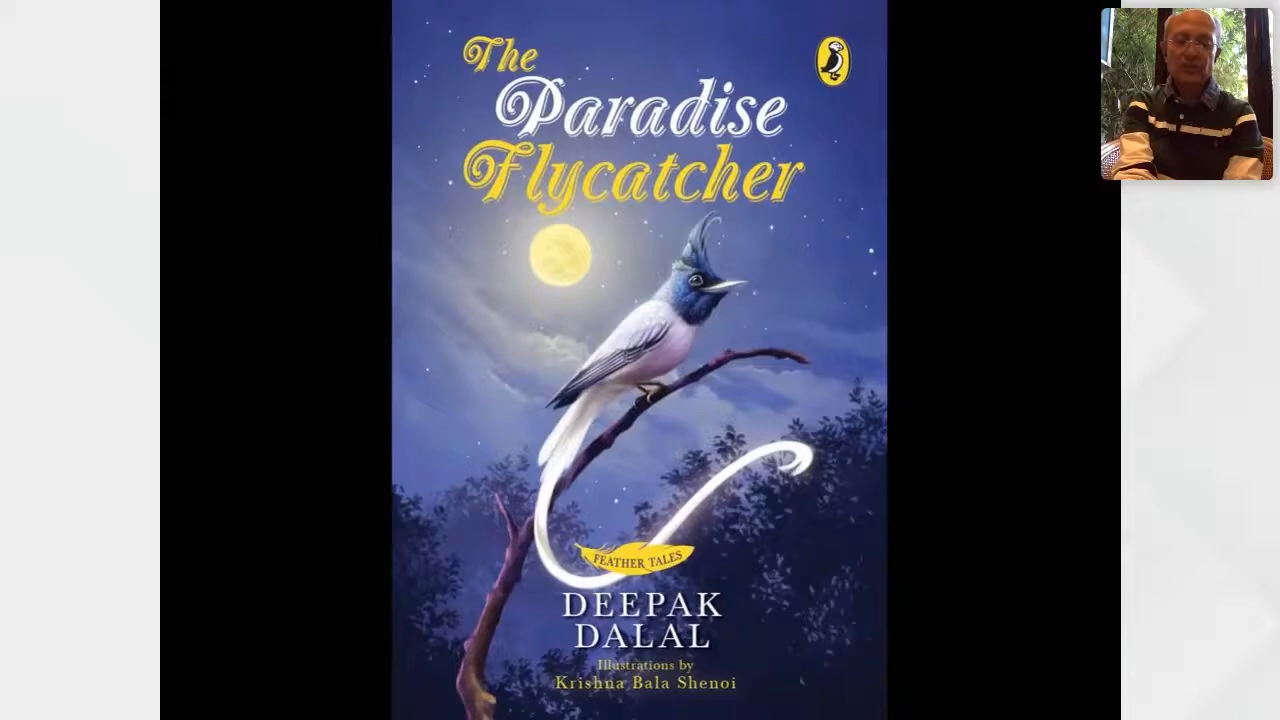 The
Paradise
Flycatcher
FEATHER TALES
DEEPAK
DALAL
Illustrations by
Krishna Bala Shenoi